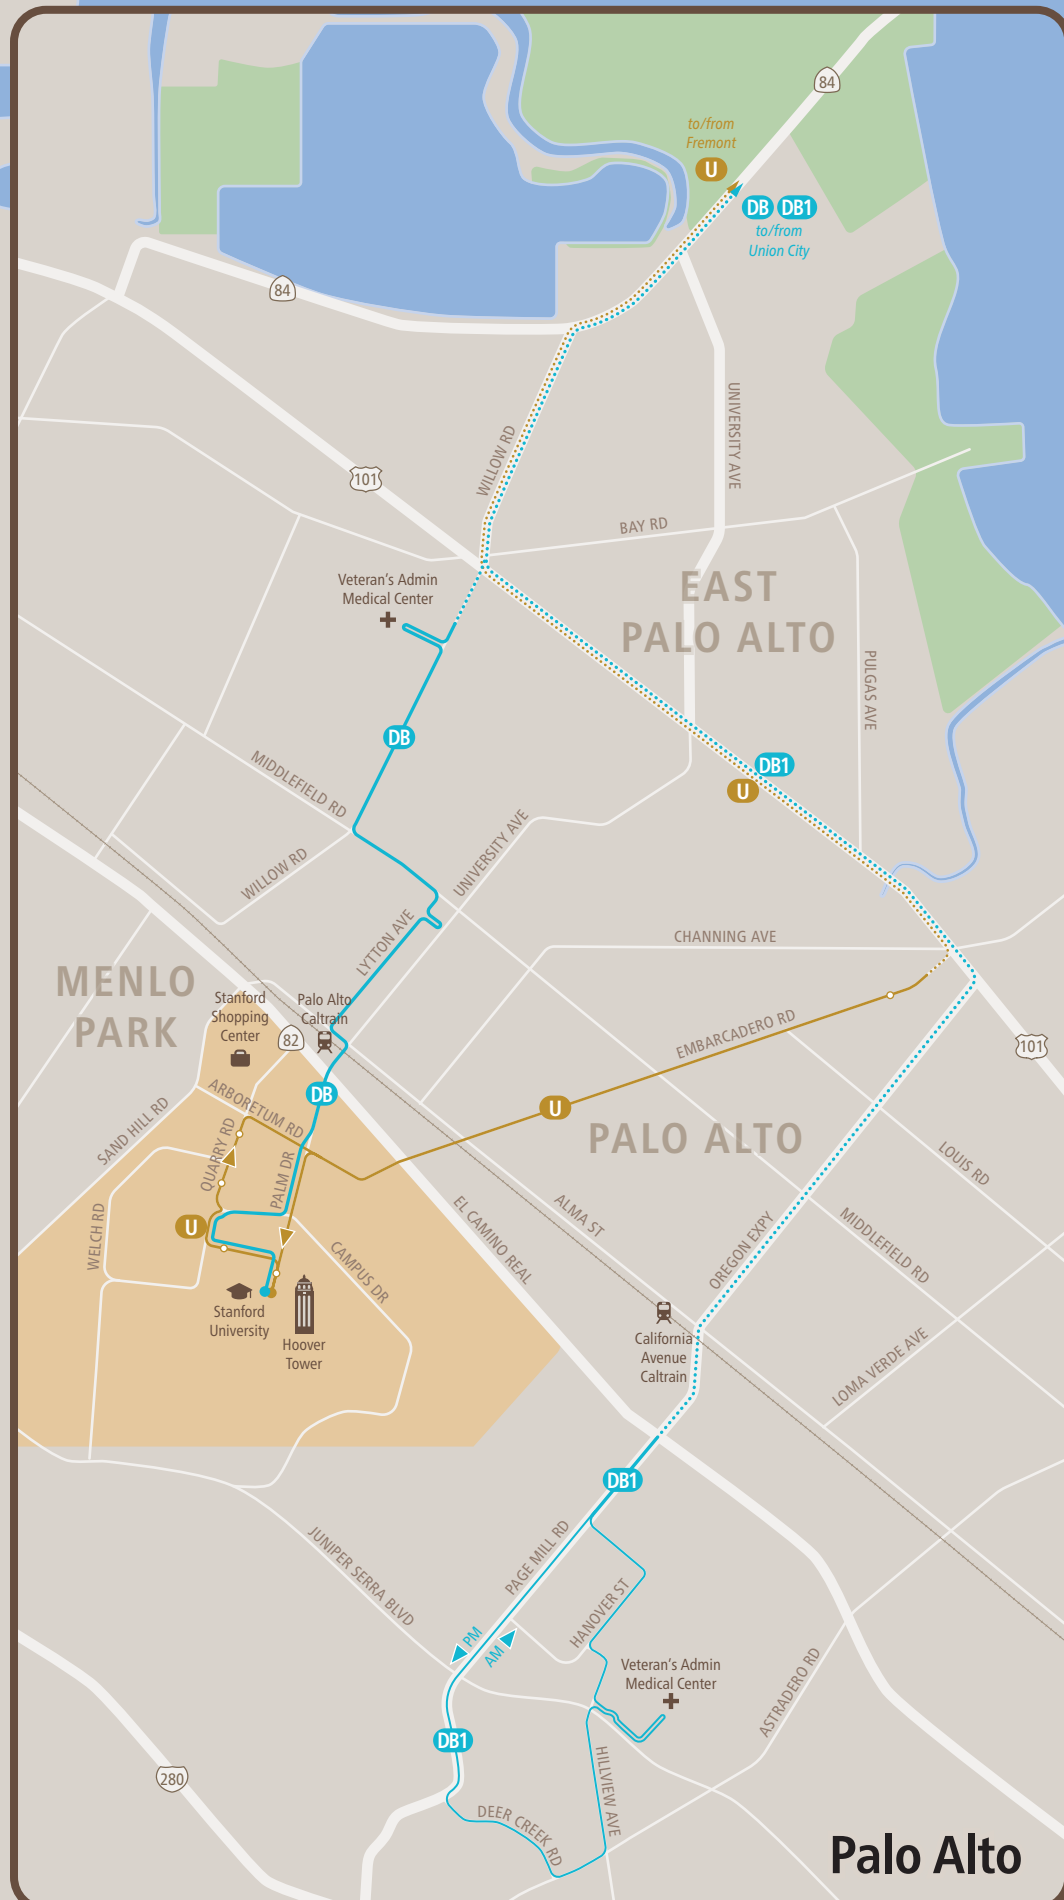 84
to/from
Fremont
U
DB DB1
to/from
Union City
84
UNIVERSITY AVE
WILLOW RD
101
BAY RD
Veteran's Admin
Medical Center
EAST
PALO ALTO
PULGAS AVE
DB
DB1
U
MIDDLEFIELD RD
UNIVERSITY AVE
WILLOW RD
LYTTON AVE
CHANNING AVE
MENLO
PARK
Stanford
Shopping
Center
Palo Alto
Caltrain
82
EMBARCADERO RD
101
DB
U
ARBORETUM RD
SAND HILL RD
QUARRY RD
PALM DR
PALO ALTO
LOUIS RD
WELCH RD
U
CAMPUS DR
EL CAMINO REAL
ALMA ST
OREGON EXPY
MIDDLEFIELD RD
Stanford
University
Hoover
Tower
California
Avenue
Caltrain
LOMA VERDE AVE
DB1
JUNIPER SERRA BLVD
PAGE MILL RD
HANOVER ST
PM
AM
Veteran's Admin
Medical Center
ASTRADERO RD
DB1
280
HILLVIEW AVE
DEER CREEK RD
Palo Alto